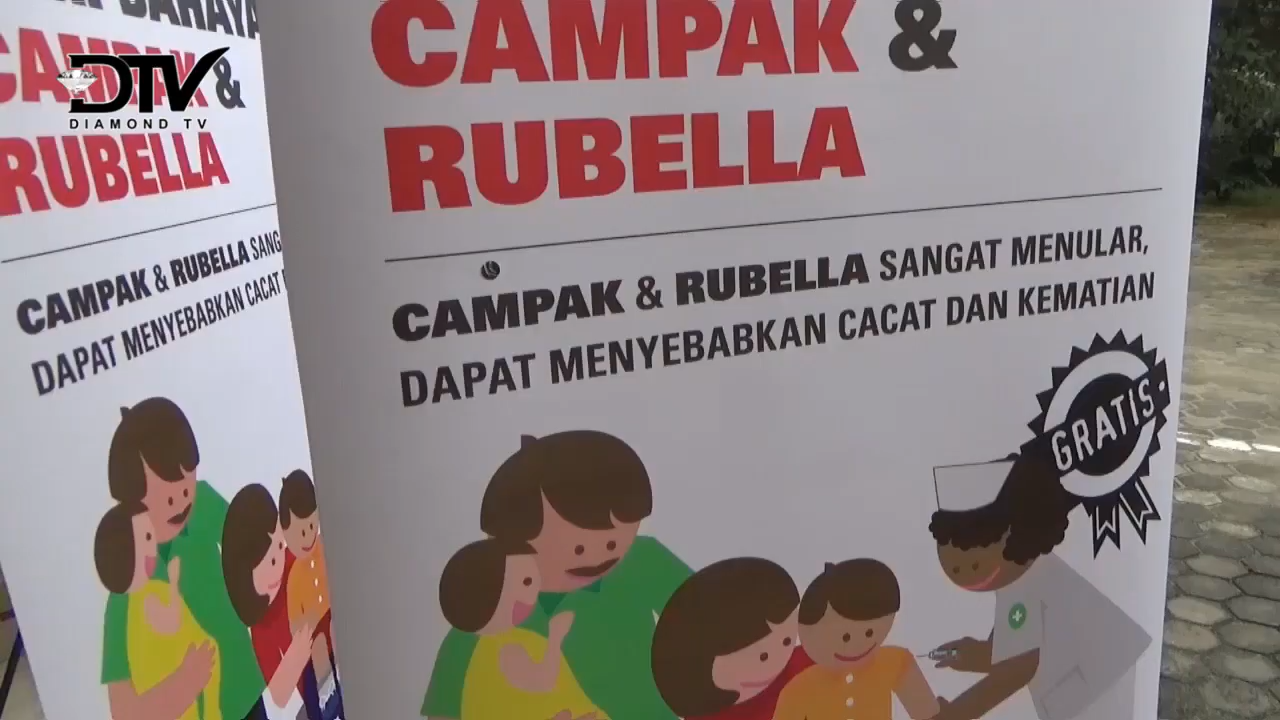 BAHAYA
CAMPAK &
RUBELLA
CAMPAK & RUBELLA SANG
DAPAT MENYEBABKAN CACAT
DTV
DIAMOND TV
CAMPAK &
RUBELLA
CAMPAK & RUBELLA SANGAT MENULAR,
DAPAT MENYEBABKAN CACAT DAN KEMATIAN
GRATIS